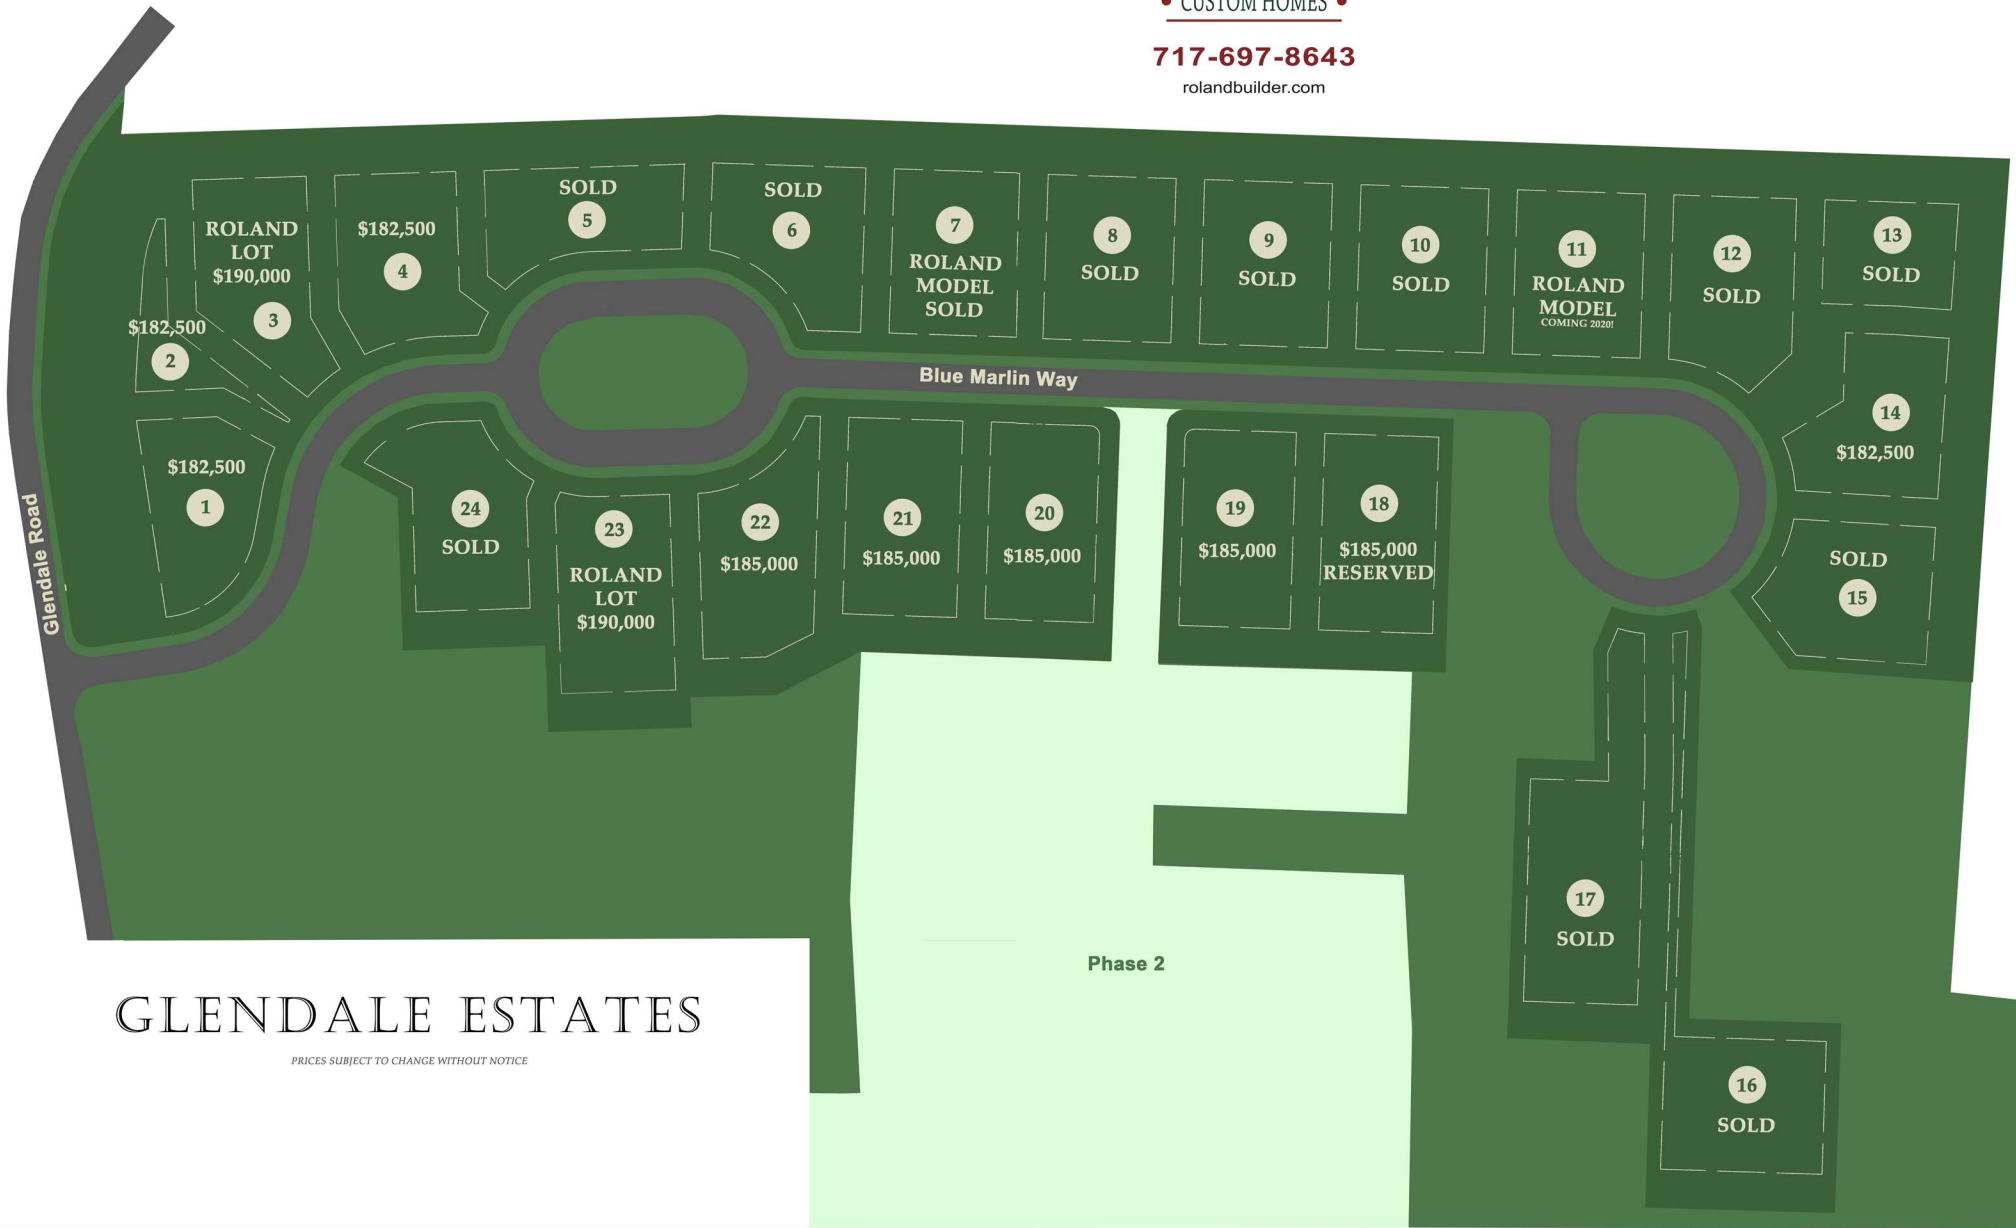 • CUSTOM HOMES •
717-697-8643
rolandbuilder.com
ROLAND
LOT
$190,000
3
$182,500
4
SOLD
5
SOLD
6
7
ROLAND
MODEL
SOLD
8
SOLD
9
SOLD
10
SOLD
11
ROLAND
MODEL
COMING 2020!
12
SOLD
13
SOLD
$182,500
2
Blue Marlin Way
14
$182,500
$182,500
1
24
SOLD
23
ROLAND
LOT
$190,000
22
$185,000
21
$185,000
20
$185,000
19
$185,000
18
$185,000
RESERVED
SOLD
15
Glendale Road
17
SOLD
Phase 2
16
SOLD
GLENDALE ESTATES
PRICES SUBJECT TO CHANGE WITHOUT NOTICE